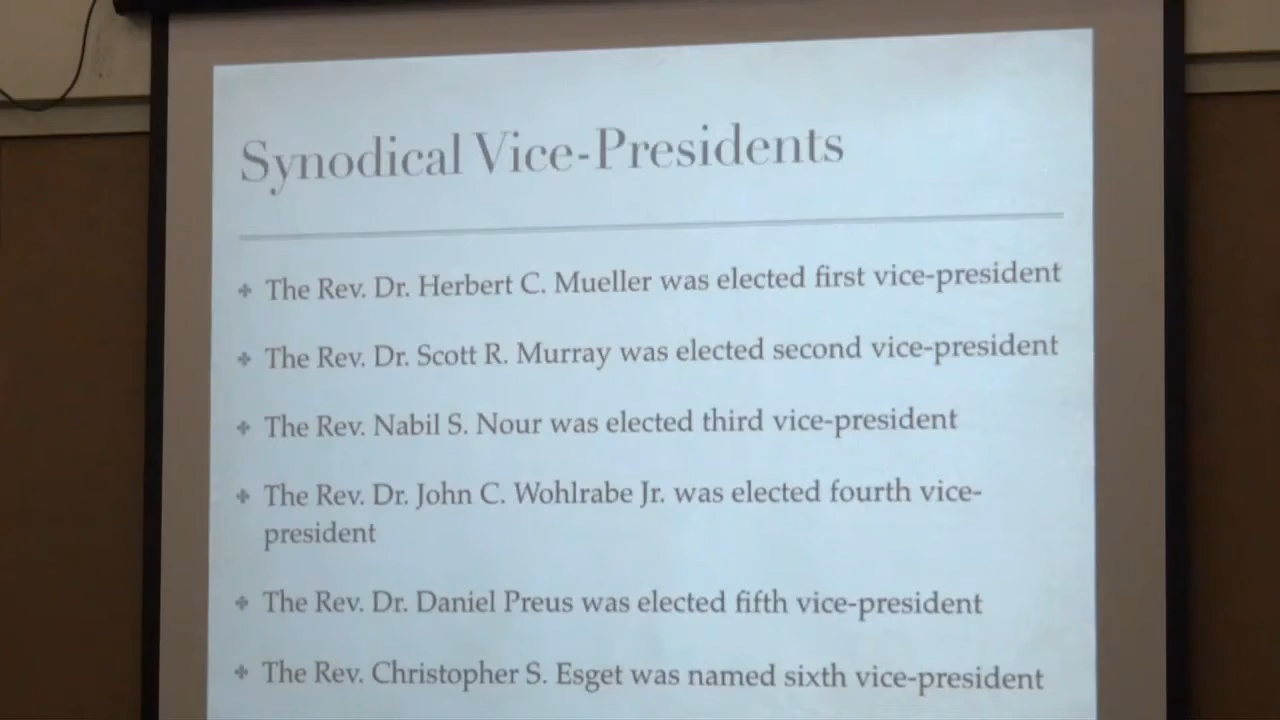 Synodical Vice-Presidents
The Rev. Dr. Herbert C. Mueller was elected first vice-president
The Rev. Dr. Scott R. Murray was elected second vice-president
The Rev. Nabil S. Nour was elected third vice-president
The Rev. Dr. John C. Wohlrabe Jr. was elected fourth vice-
president
The Rev. Dr. Daniel Preus was elected fifth vice-president
The Rev. Christopher S. Esget was named sixth vice-president